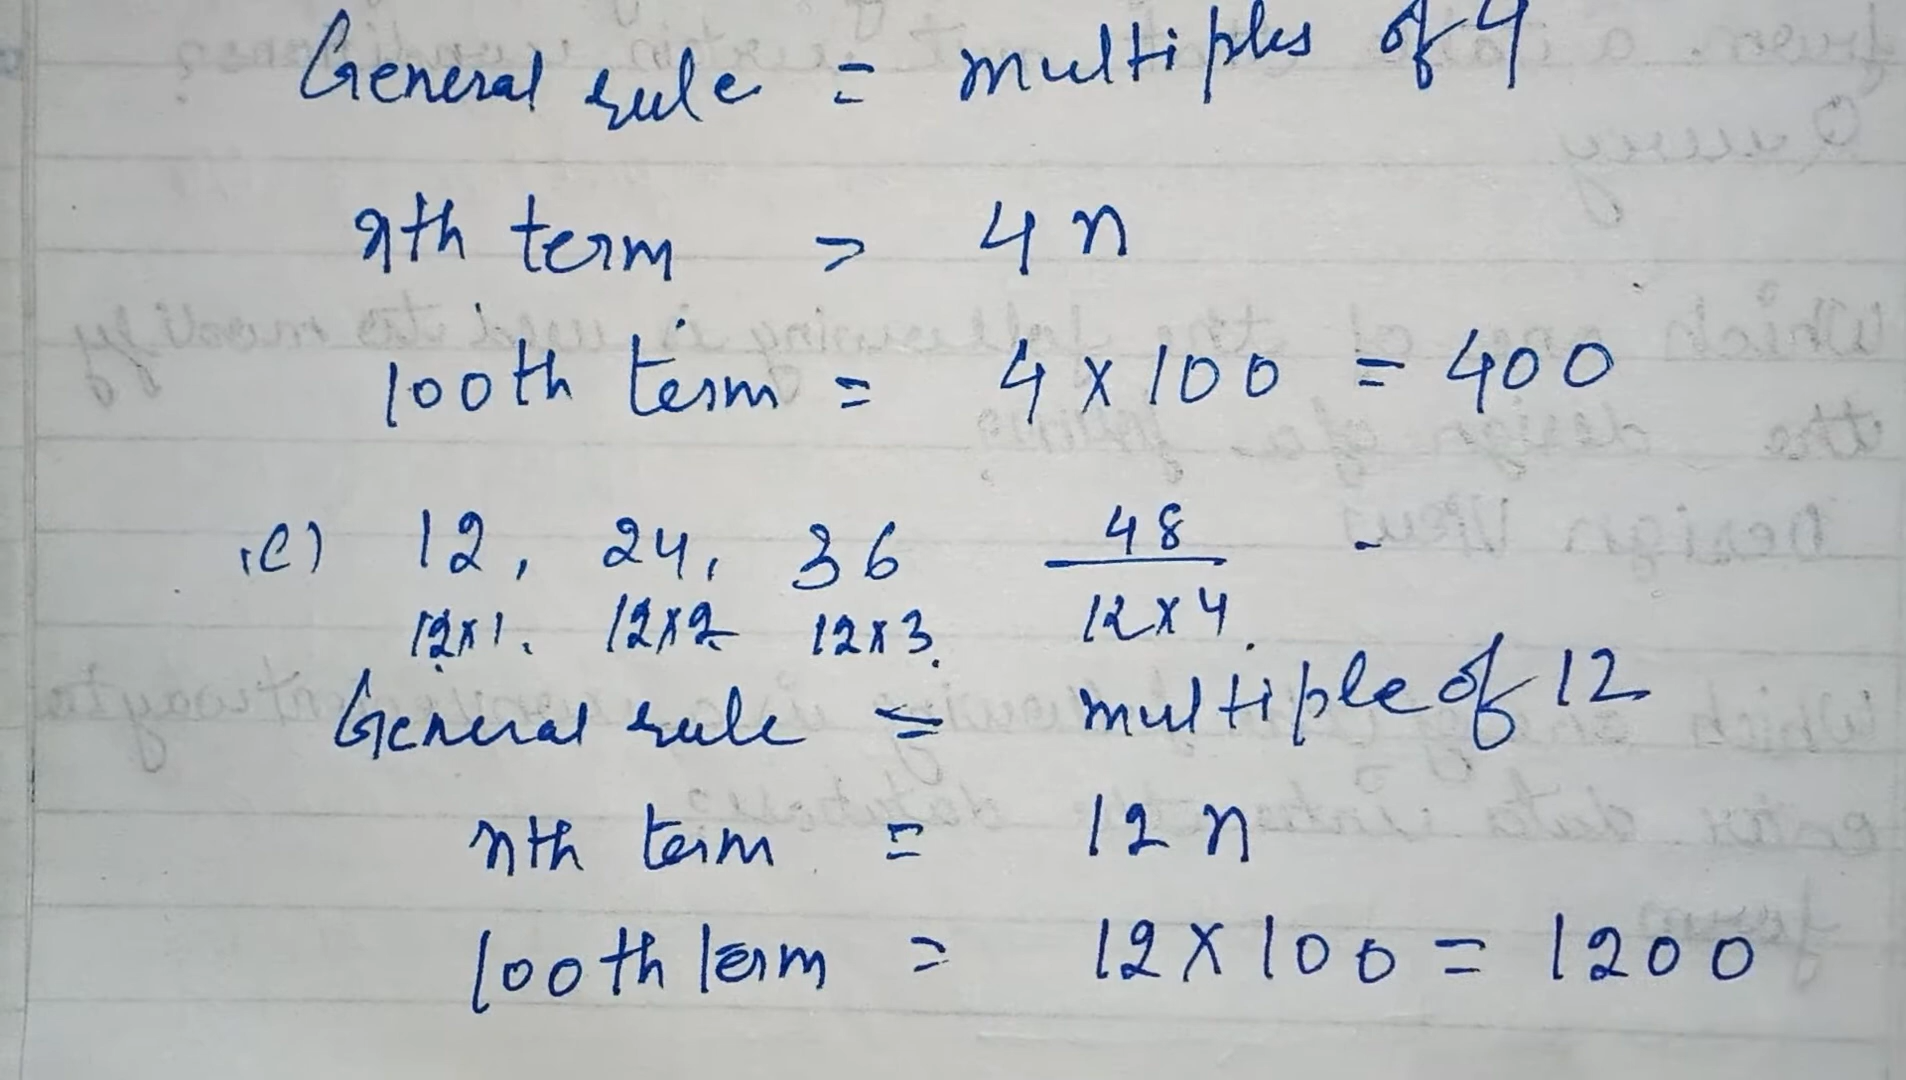 General rule = multiples of 4
nth term = 4n
100th term = 4 x 100 = 400
(c) 12, 24, 36 48 -
12x1. 12x2 12x3. 12x4.
General rule = multiple of 12
nth term = 12n
100th term = 12 x 100 = 1200